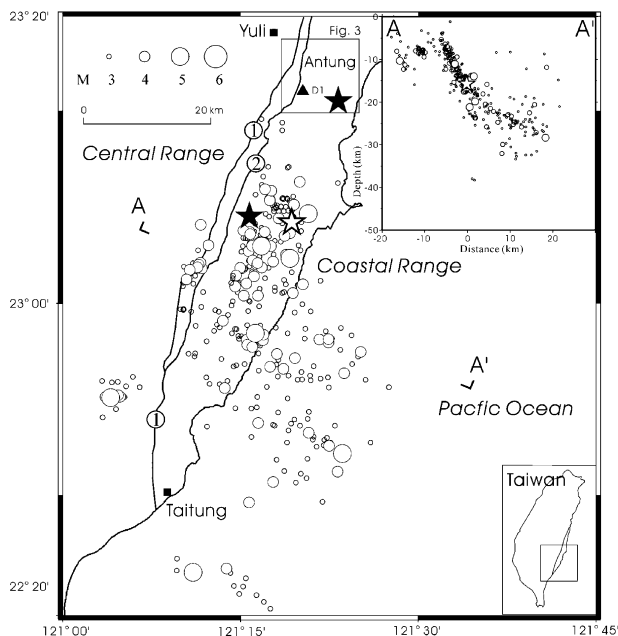 23° 20'
Yuli
Fig. 3
Antung
D1
M 3 4 5 6
0 20 km
1
2
Central Range
A
A A'
0
-10
-20
-30
-40
-50
Depth (km)
-20 -10 0 10 20
Distance (km)
Coastal Range
23° 00'
A'
Pacfic Ocean
1
Taitung
Taiwan
22° 20'
121° 00' 121° 15' 121° 30' 121° 45'